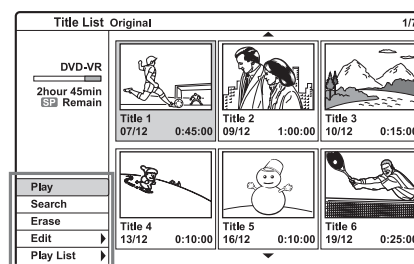 Title List Original 1/7
DVD-VR
2hour 45min
SP Remain
Title 1
07/12 0:45:00
Title 2
09/12 1:00:00
Title 3
10/12 0:15:00
Play
Search
Erase
Edit
Play List
Title 4
13/12 0:10:00
Title 5
16/12 0:10:00
Title 6
19/12 0:25:00